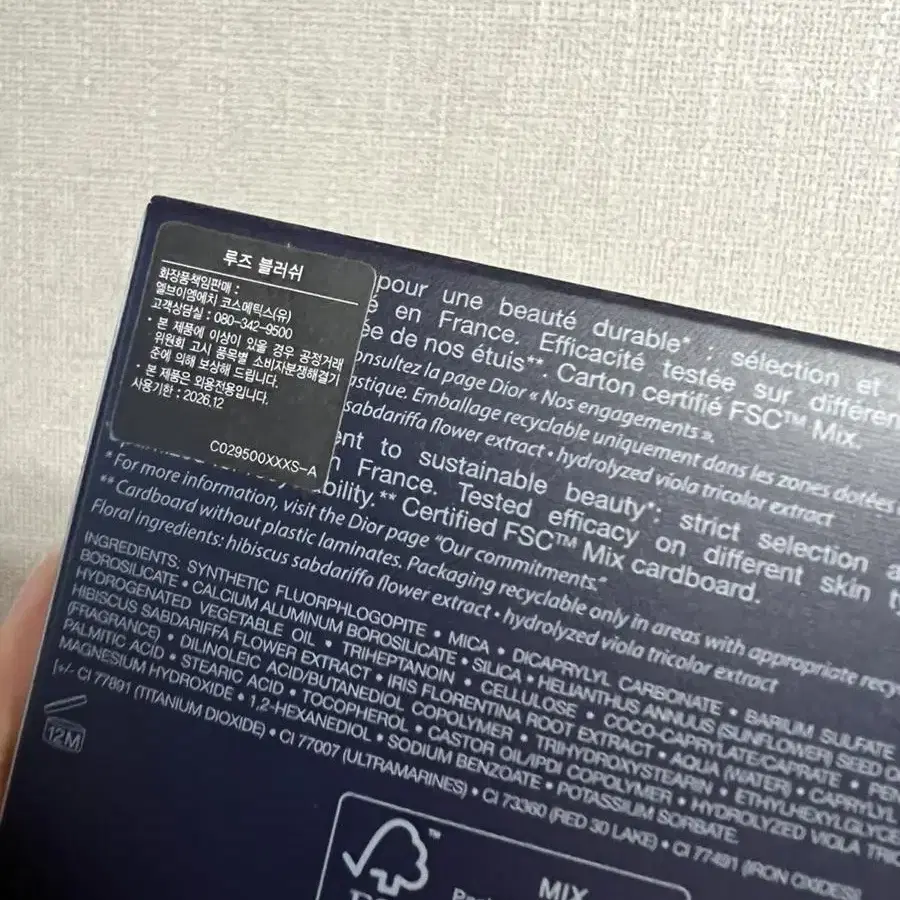 루즈 블러쉬
화장품책임판매 :
엘브이엠에치 코스메틱스(유)
고객상담실 : 080-342-9500
* 본 제품에 이상이 있을 경우 공정거래
위원회 고시 품목별 소비자분쟁해결기
준에 의해 보상해 드립니다.
* 본 제품은 외용전용입니다.
사용기한 : 2026.12
C029500XXXS-A
pour une beauté durable* : sélection et
en France. Efficacité testée sur différen
de nos étuis**. Carton certifié FSC™ Mix.
onsultez la page Dior « Nos engagements ».
astique. Emballage recyclable uniquement dans les zones dotées
sabdariffa flower extract • hydrolyzed viola tricolor extract
ent to sustainable beauty*: strict selection a
n France. Tested efficacy on different skin ty
bility.** Certified FSC™ Mix cardboard.
* For more information, visit the Dior page "Our commitments."
** Cardboard without plastic laminates. Packaging recyclable only in areas with appropriate recyc
Floral ingredients: hibiscus sabdariffa flower extract • hydrolyzed viola tricolor extract
INGREDIENTS: SYNTHETIC FLUORPHLOGOPITE • MICA • DICAPRYLYL CARBONATE • BARIUM SULFATE
BOROSILICATE • CALCIUM ALUMINUM BOROSILICATE • SILICA • HELIANTHUS ANNUUS (SUNFLOWER) SEED O
HYDROGENATED VEGETABLE OIL • TRIHEPTANOIN • CELLULOSE • COCO-CAPRYLATE/CAPRATE • PEN
HIBISCUS SABDARIFFA FLOWER EXTRACT • IRIS FLORENTINA ROOT EXTRACT • AQUA (WATER) • CAPRYLYL
(FRAGRANCE) • DILINOLEIC ACID/BUTANEDIOL COPOLYMER • TRIHYDROXYSTEARIN • ETHYLHEXYLGLYCE
PALMITIC ACID • STEARIC ACID • TOCOPHEROL • CASTOR OIL/IPDI COPOLYMER • HYDROLYZED VIOLA TRIC
MAGNESIUM HYDROXIDE • 1,2-HEXANEDIOL • SODIUM BENZOATE • POTASSIUM SORBATE.
[+/- CI 77891 (TITANIUM DIOXIDE) • CI 77007 (ULTRAMARINES) • CI 73360 (RED 30 LAKE) • CI 77491 (IRON OXIDES)
12M
MIX